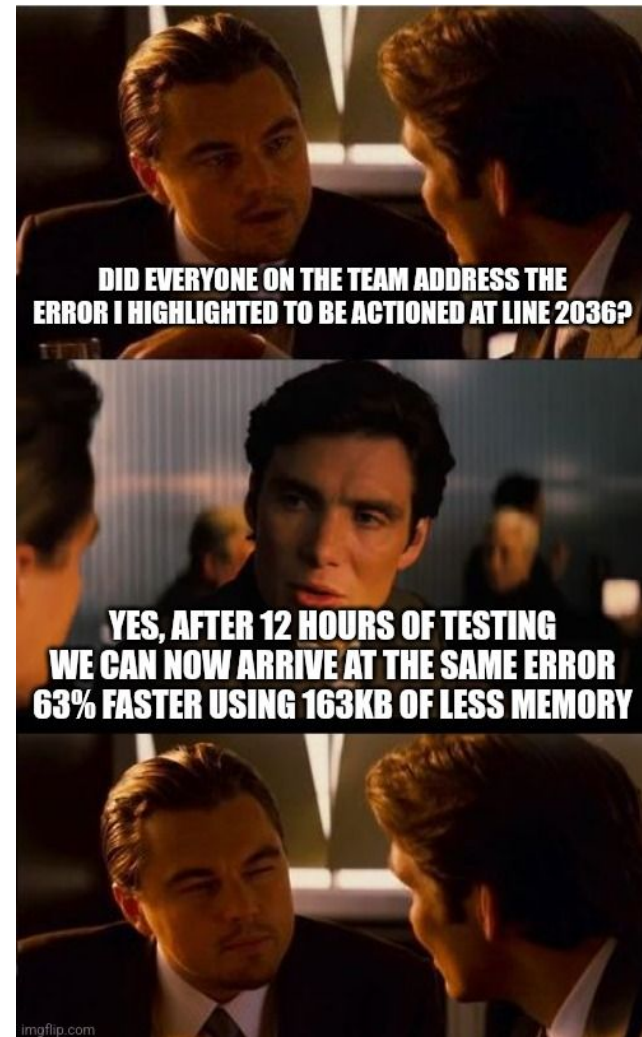 DID EVERYONE ON THE TEAM ADDRESS THE
ERROR I HIGHLIGHTED TO BE ACTIONED AT LINE 2036?
YES, AFTER 12 HOURS OF TESTING
WE CAN NOW ARRIVE AT THE SAME ERROR
63% FASTER USING 163KB OF LESS MEMORY
imgflip.com